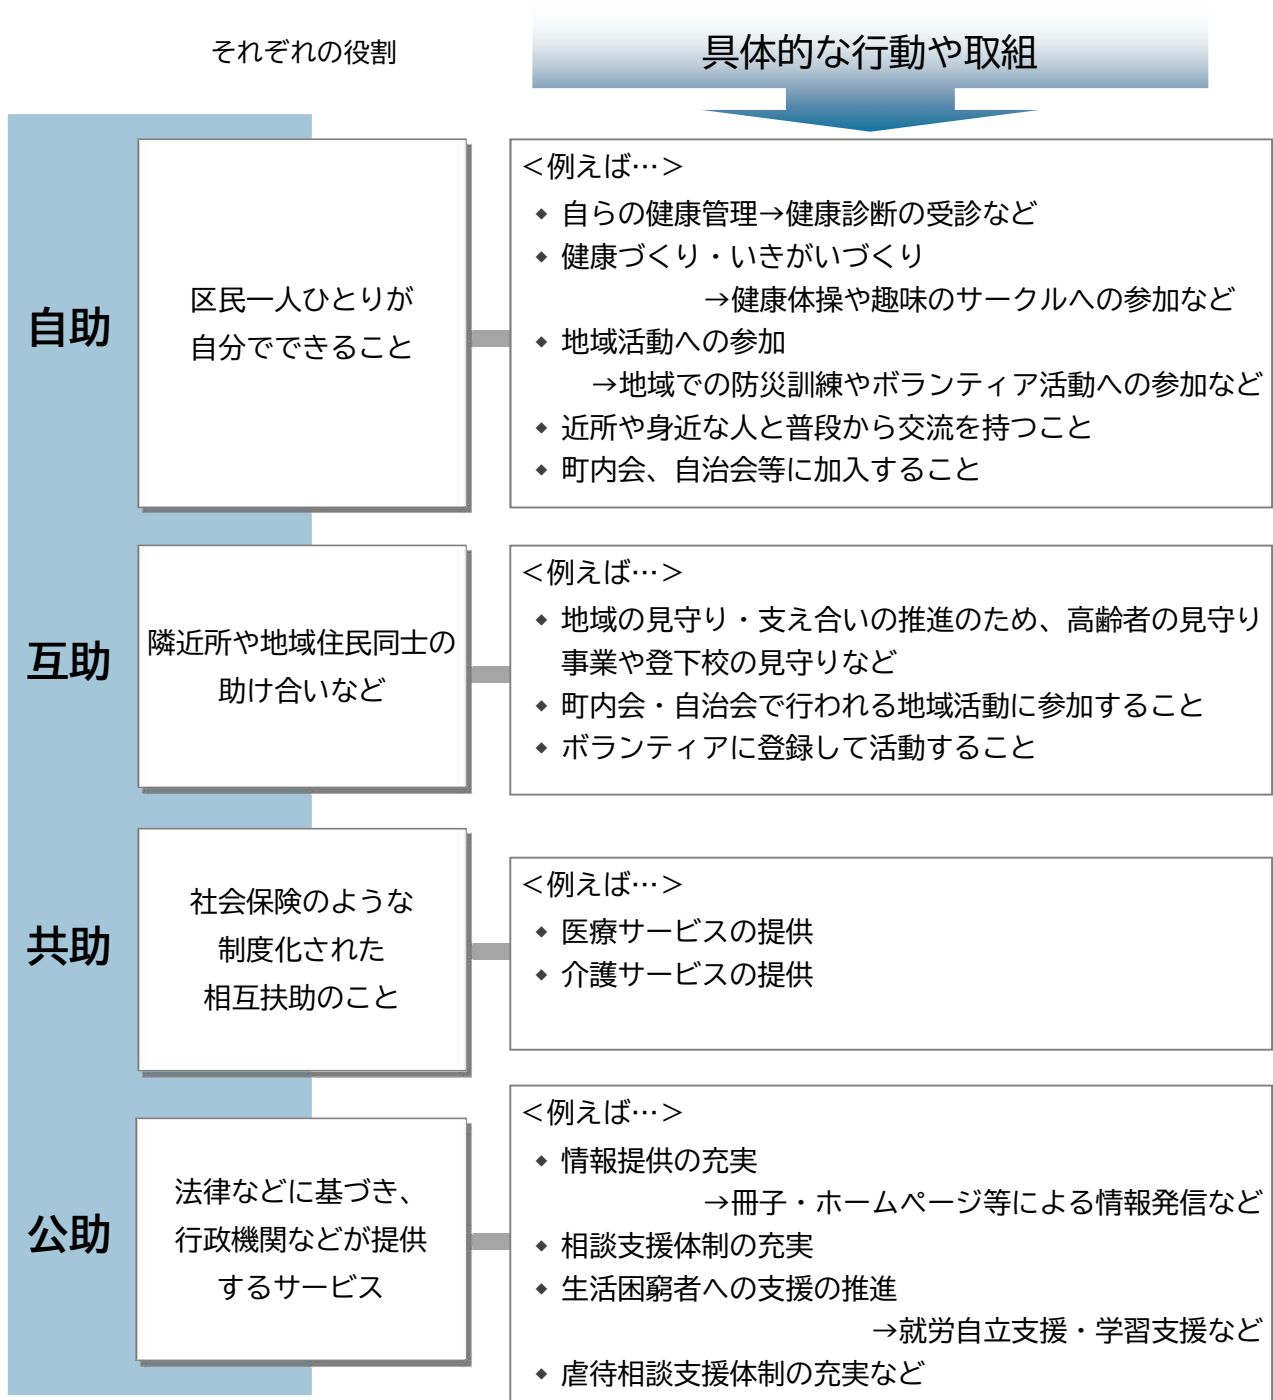 それぞれの役割
具体的な行動や取組
自助
区民一人ひとりが
自分でできること
＜例えば…＞
◆ 自らの健康管理→健康診断の受診など
◆ 健康づくり・いきがいづくり
→健康体操や趣味のサークルへの参加など
◆ 地域活動への参加
→地域での防災訓練やボランティア活動への参加など
◆ 近所や身近な人と普段から交流を持つこと
◆ 町内会、自治会等に加入すること
互助
隣近所や地域住民同士の
助け合いなど
＜例えば…＞
◆ 地域の見守り・支え合いの推進のため、高齢者の見守り
事業や登下校の見守りなど
◆ 町内会・自治会で行われる地域活動に参加すること
◆ ボランティアに登録して活動すること
共助
社会保険のような
制度化された
相互扶助のこと
＜例えば…＞
◆ 医療サービスの提供
◆ 介護サービスの提供
公助
法律などに基づき、
行政機関などが提供
するサービス
＜例えば…＞
◆ 情報提供の充実
→冊子・ホームページ等による情報発信など
◆ 相談支援体制の充実
◆ 生活困窮者への支援の推進
→就労自立支援・学習支援など
◆ 虐待相談支援体制の充実など